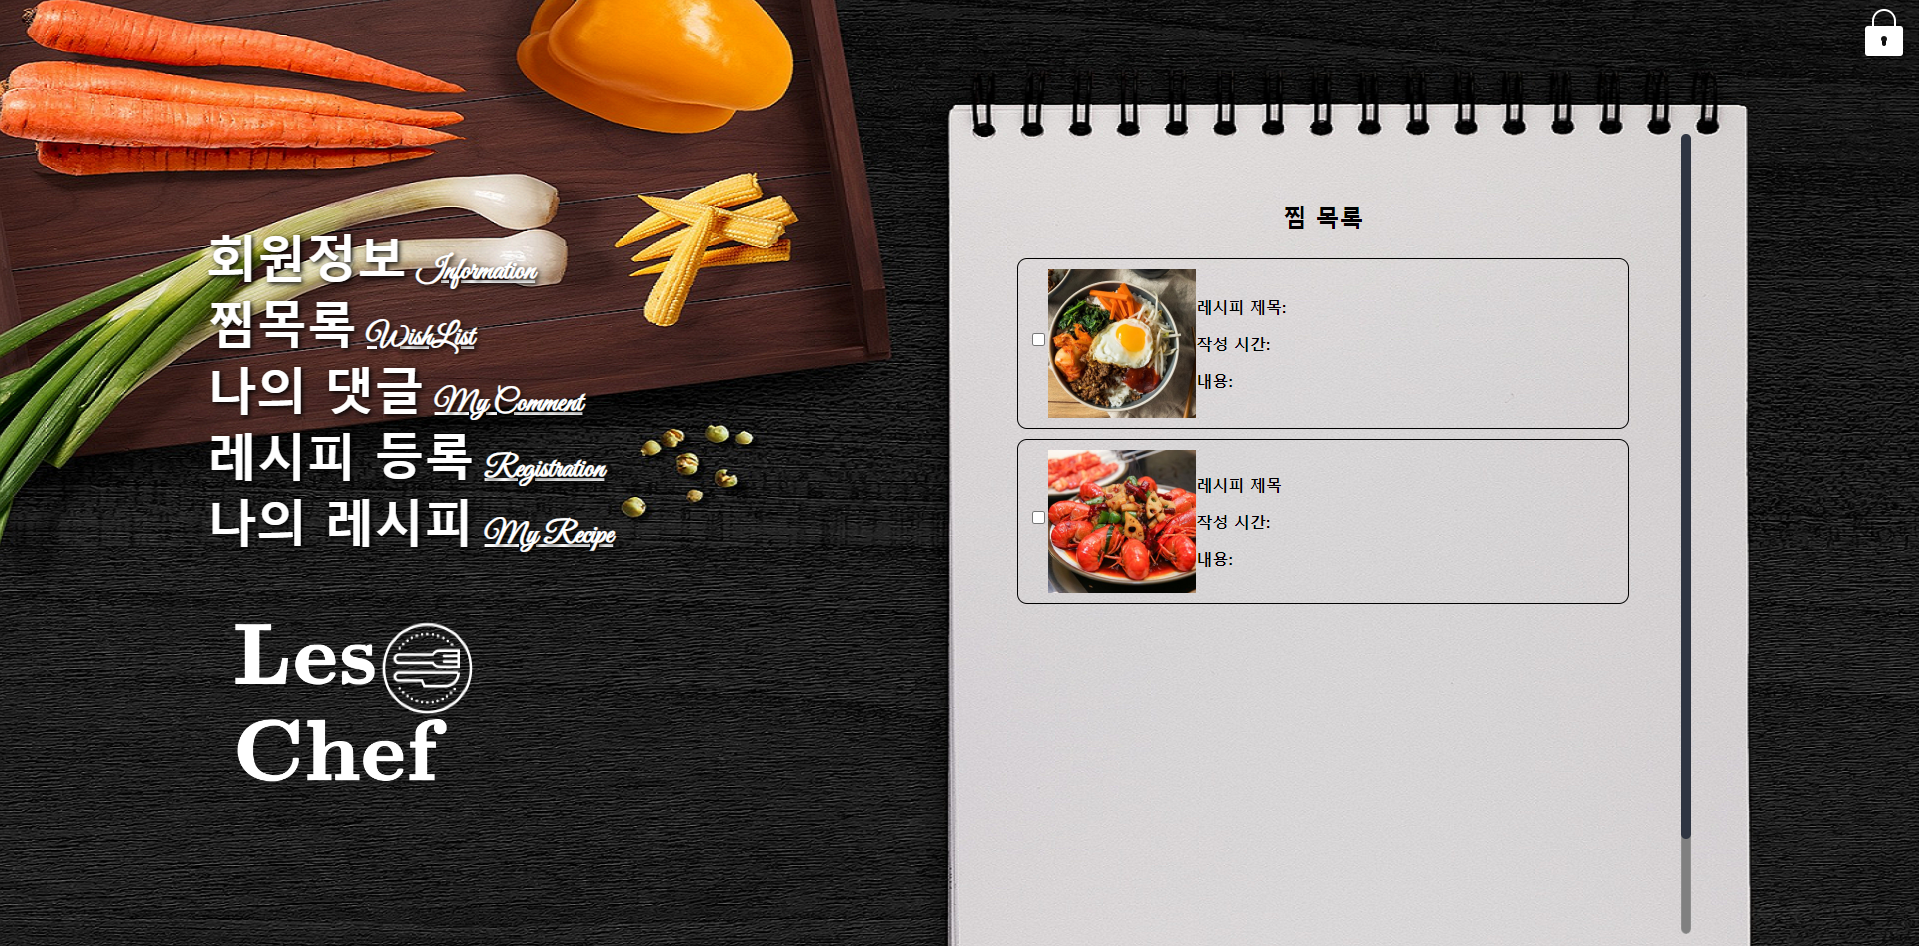 회원정보 Information
찜목록 WishList
나의 댓글 My Comment
레시피 등록 Registration
나의 레시피 My Recipe
Les
Chef
찜 목록
레시피 제목:
작성 시간:
내용:
레시피 제목
작성 시간:
내용: